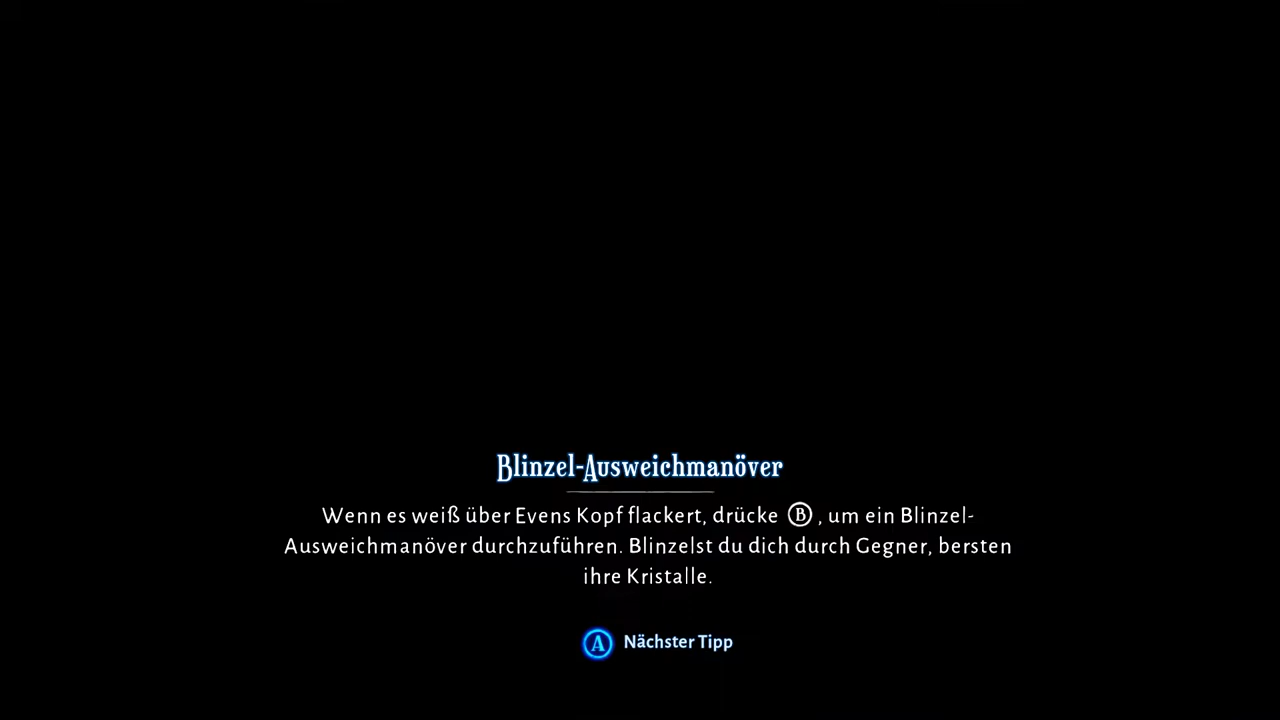 Blinzel-Ausweichmanöver
Wenn es weiß über Evens Kopf flackert, drücke Ⓑ, um ein Blinzel-
Ausweichmanöver durchzuführen. Blinzelst du dich durch Gegner, bersten
ihre Kristalle.
Ⓐ Nächster Tipp